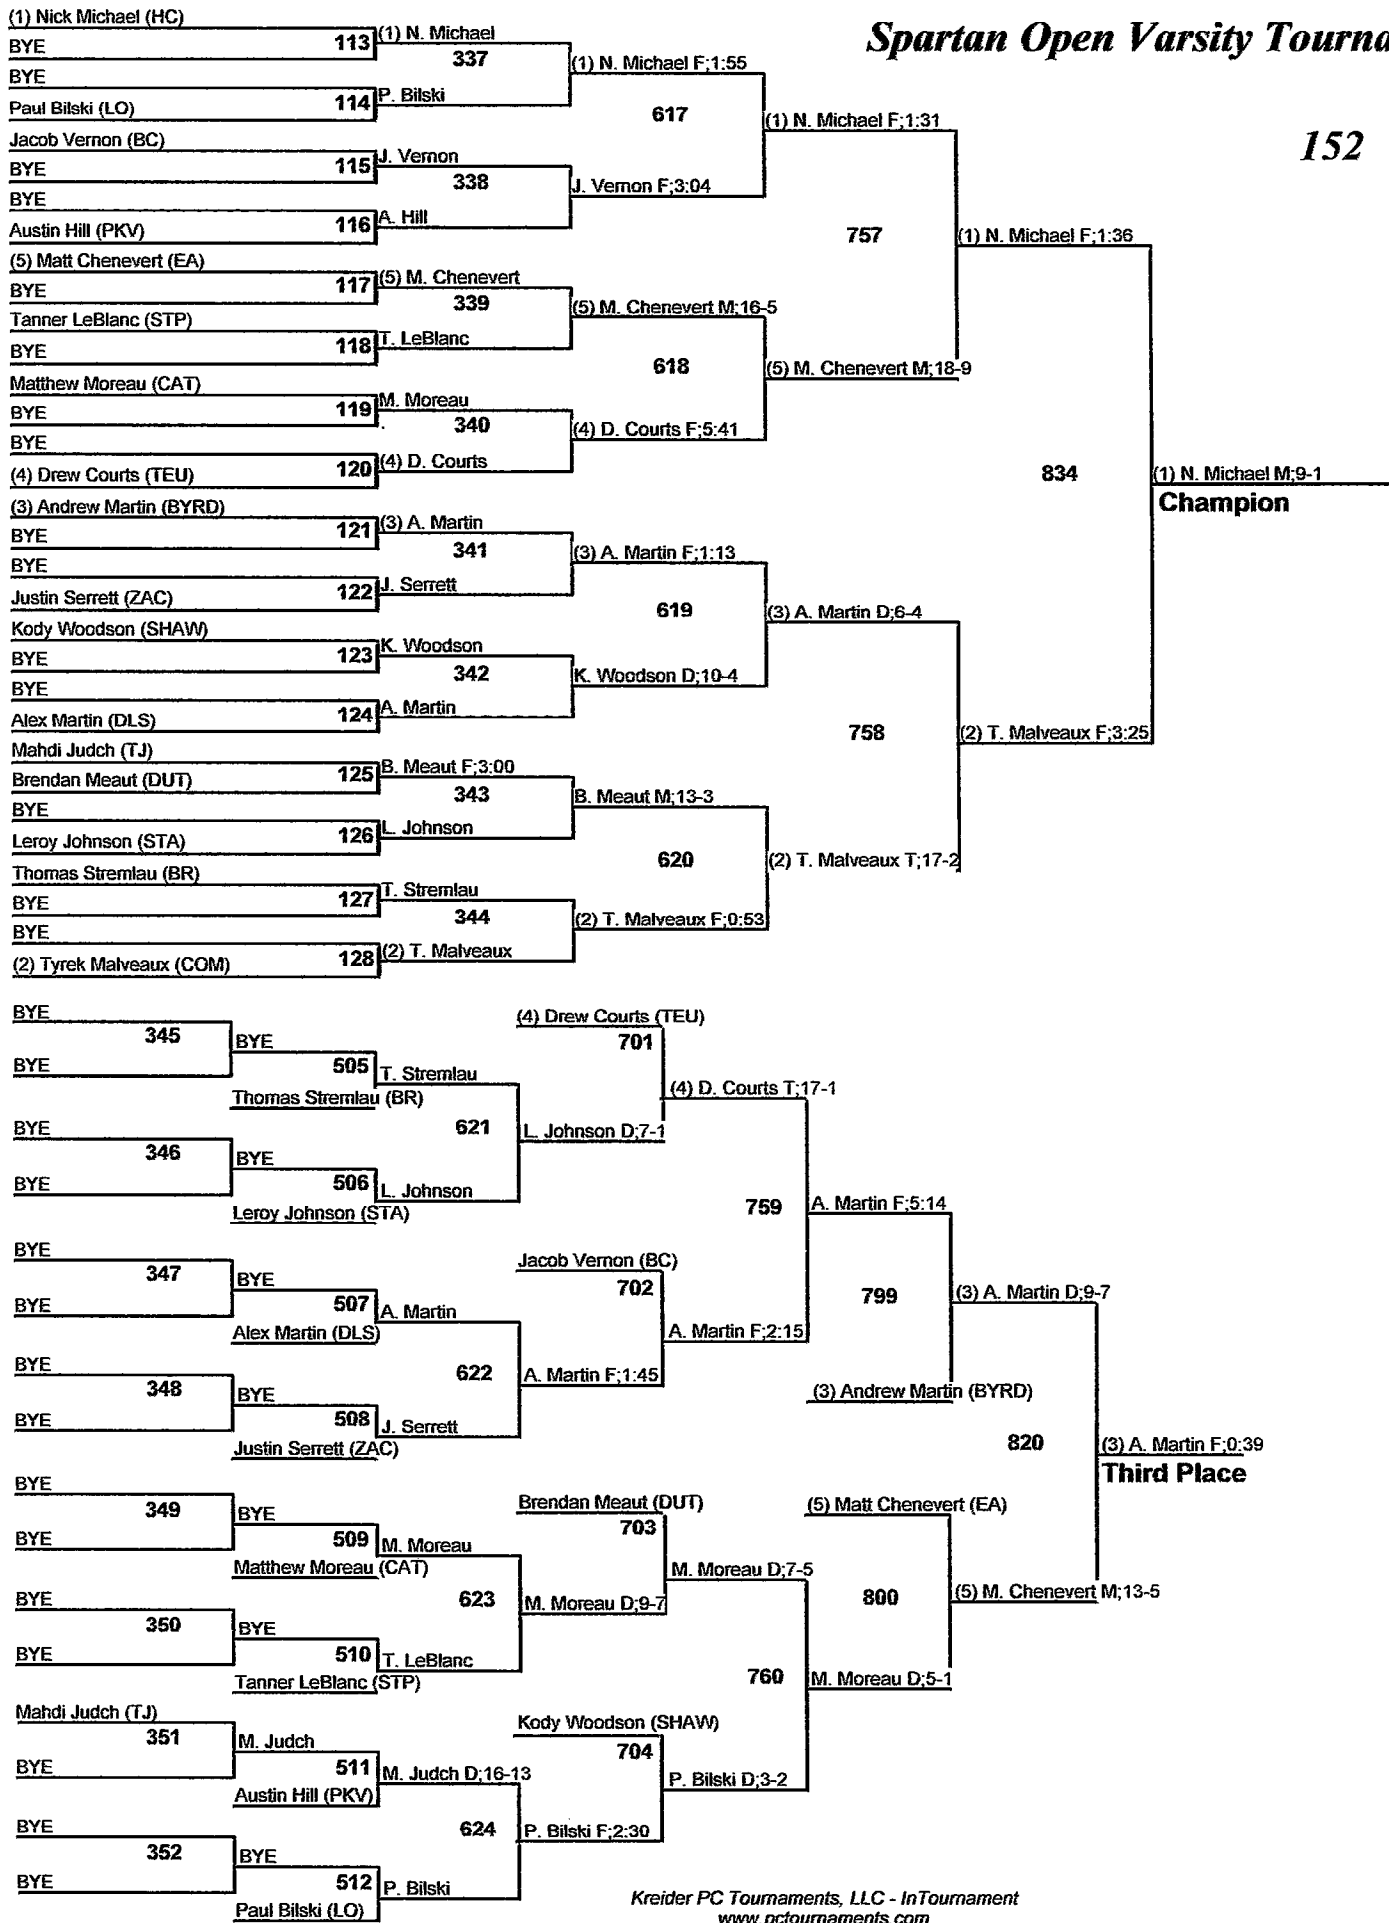 Spartan Open Varsity Tourna
152
(1) Nick Michael (HC)
BYE
113
BYE
Paul Bilski (LO)
114
Jacob Vernon (BC)
BYE
115
BYE
Austin Hill (PKV)
116
(5) Matt Chenevert (EA)
BYE
117
Tanner LeBlanc (STP)
BYE
118
Matthew Moreau (CAT)
BYE
119
BYE
(4) Drew Courts (TEU)
120
(3) Andrew Martin (BYRD)
BYE
121
BYE
Justin Serrett (ZAC)
122
Kody Woodson (SHAW)
BYE
123
BYE
Alex Martin (DLS)
124
Mahdi Judch (TJ)
Brendan Meaut (DUT)
125
BYE
Leroy Johnson (STA)
126
Thomas Stremlau (BR)
BYE
127
BYE
(2) Tyrek Malveaux (COM)
128
(1) N. Michael
337
P. Bilski
J. Vernon
338
A. Hill
(5) M. Chenevert
339
T. LeBlanc
M. Moreau
340
(4) D. Courts
(3) A. Martin
341
J. Serrett
K. Woodson
342
A. Martin
B. Meaut F;3:00
343
L. Johnson
T. Stremlau
344
(2) T. Malveaux
(1) N. Michael F;1:55
617
J. Vernon F;3:04
(5) M. Chenevert M;16-5
618
(4) D. Courts F;5:41
(3) A. Martin F;1:13
619
K. Woodson D;10-4
B. Meaut M;13-3
620
(2) T. Malveaux F;0:53
(1) N. Michael F;1:31
757
(5) M. Chenevert M;18-9
(3) A. Martin D;6-4
758
(2) T. Malveaux T;17-2
(1) N. Michael F;1:36
834
(2) T. Malveaux F;3:25
(1) N. Michael M;9-1
Champion
BYE
345
BYE
BYE
346
BYE
BYE
347
BYE
BYE
348
BYE
BYE
349
BYE
BYE
350
BYE
Mahdi Judch (TJ)
351
BYE
BYE
352
BYE
BYE
505
Thomas Stremlau (BR)
BYE
506
Leroy Johnson (STA)
BYE
507
Alex Martin (DLS)
BYE
508
Justin Serrett (ZAC)
BYE
509
Matthew Moreau (CAT)
BYE
510
Tanner LeBlanc (STP)
M. Judch
511
Austin Hill (PKV)
BYE
512
Paul Bilski (LO)
T. Stremlau
621
L. Johnson
A. Martin
622
J. Serrett
M. Moreau
623
T. LeBlanc
M. Judch D;16-13
624
P. Bilski
(4) Drew Courts (TEU)
701
L. Johnson D;7-1
Jacob Vernon (BC)
702
A. Martin F;1:45
Brendan Meaut (DUT)
703
M. Moreau D;9-7
Kody Woodson (SHAW)
704
P. Bilski F;2:30
(4) D. Courts T;17-1
759
A. Martin F;2:15
M. Moreau D;7-5
760
P. Bilski D;3-2
A. Martin F;5:14
799
(3) Andrew Martin (BYRD)
(5) Matt Chenevert (EA)
800
M. Moreau D;5-1
(3) A. Martin D;9-7
820
(5) M. Chenevert M;13-5
(3) A. Martin F;0:39
Third Place
Kreider PC Tournaments, LLC - InTournament
www.pctournaments.com